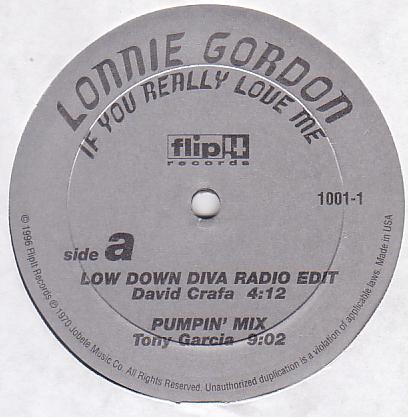 LONNIE GORDON
IF YOU REALLY LOVE ME
flip it
records
1001-1
side a
LOW DOWN DIVA RADIO EDIT
David Crafa 4:12
PUMPIN' MIX
Tony Garcia 9:02
© 1996 FlipIt Records ℗ 1970 Jobete Music Co. All Rights Reserved. Unauthorized duplication is a violation of applicable laws. Made in USA